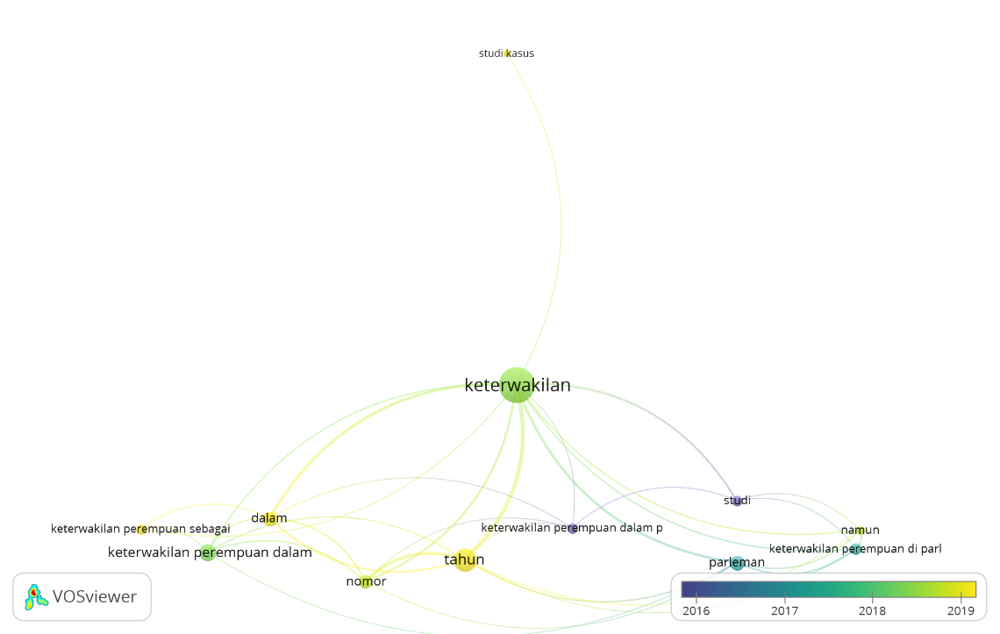 studi kasus
keterwakilan
studi
dalam
keterwakilan perempuan sebagai
keterwakilan perempuan dalam p
namun
keterwakilan perempuan dalam
keterwakilan perempuan di parl
tahun
parleman
nomor
VOSviewer
2016
2017
2018
2019